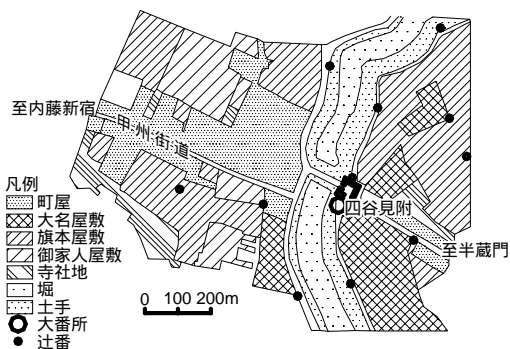 至内藤新宿
甲州街道
四谷見附
至半蔵門
凡例
町屋
大名屋敷
旗本屋敷
御家人屋敷
寺社地
堀
土手
大番所
辻番
0 100 200m